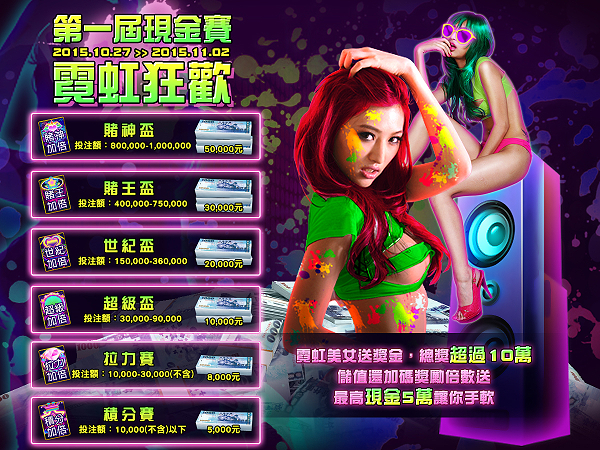 第一屆現金賽
2015.10.27 >> 2015.11.02
霓虹狂歡
賭神加倍
賭神盃
投注額：800,000-1,000,000
50,000元
賭王加倍
賭王盃
投注額：400,000-750,000
30,000元
世紀加倍
世紀盃
投注額：150,000-360,000
20,000元
超級加倍
超級盃
投注額：30,000-90,000
10,000元
拉力加倍
拉力賽
投注額：10,000-30,000(不含)
8,000元
積分加倍
積分賽
投注額：10,000(不含)以下
5,000元
霓虹美女送獎金，總獎超過10萬
儲值還加碼獎勵倍數送
最高現金5萬讓你手軟